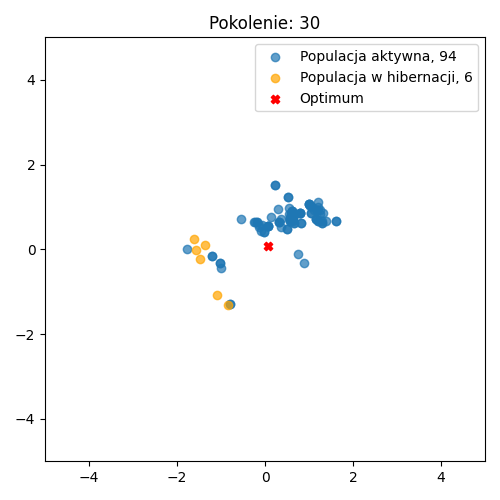 Pokolenie: 30
Populacja aktywna, 94
Populacja w hibernacji, 6
Optimum
4
2
0
−2
−4
−4 −2 0 2 4